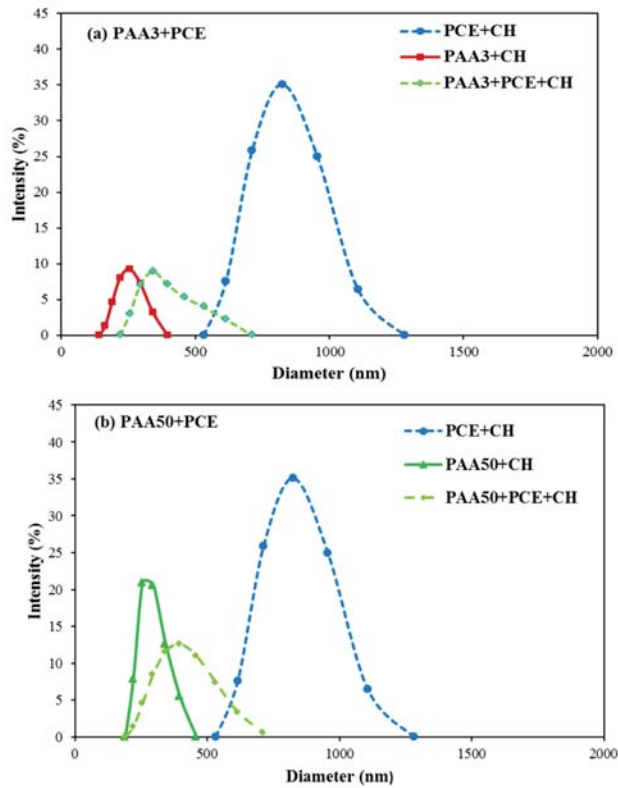 45
40
35
30
25
20
15
10
5
0
Intensity (%)
(a) PAA3+PCE
PCE+CH
PAA3+CH
PAA3+PCE+CH
0 500 1000 1500 2000
Diameter (nm)
45
40
35
30
25
20
15
10
5
0
Intensity (%)
(b) PAA50+PCE
PCE+CH
PAA50+CH
PAA50+PCE+CH
0 500 1000 1500 2000
Diameter (nm)